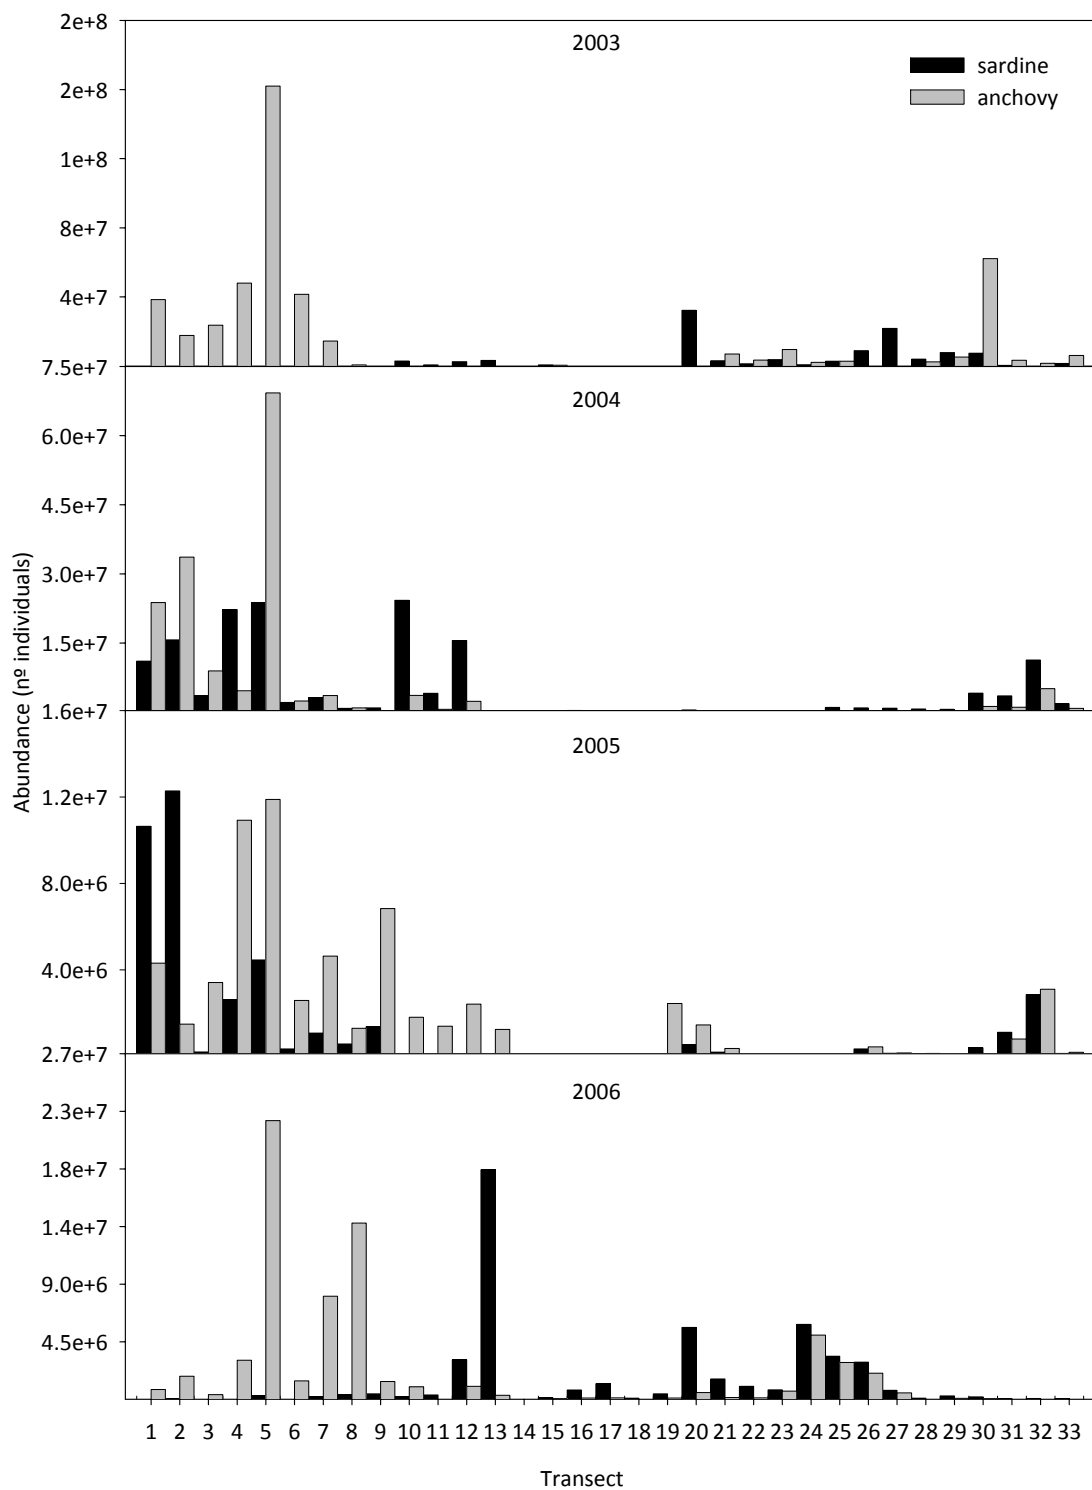 2e+8
2003
sardine
2e+8
anchovy
1e+8
8e+7
4e+7
7.5e+7
2004
6.0e+7
4.5e+7
3.0e+7
1.5e+7
1.6e+7
2005
1.2e+7
8.0e+6
4.0e+6
2.7e+7
2006
2.3e+7
1.8e+7
1.4e+7
9.0e+6
4.5e+6
Abundance (nº individuals)
1 2 3 4 5 6 7 8 9 10 11 12 13 14 15 16 17 18 19 20 21 22 23 24 25 26 27 28 29 30 31 32 33
Transect